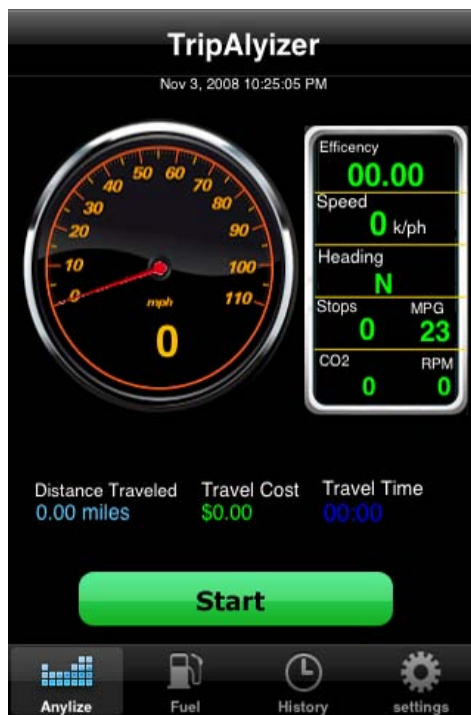 TripAlyizer
Nov 3, 2008 10:25:05 PM
0 10 20 30 40 50 60 70 80 90 100 110
mph
0
Efficency
00.00
Speed
0 k/ph
Heading
N
Stops MPG
0 23
CO2 RPM
0 0
Distance Traveled Travel Cost Travel Time
0.00 miles $0.00 00:00
Start
Anylize Fuel History settings